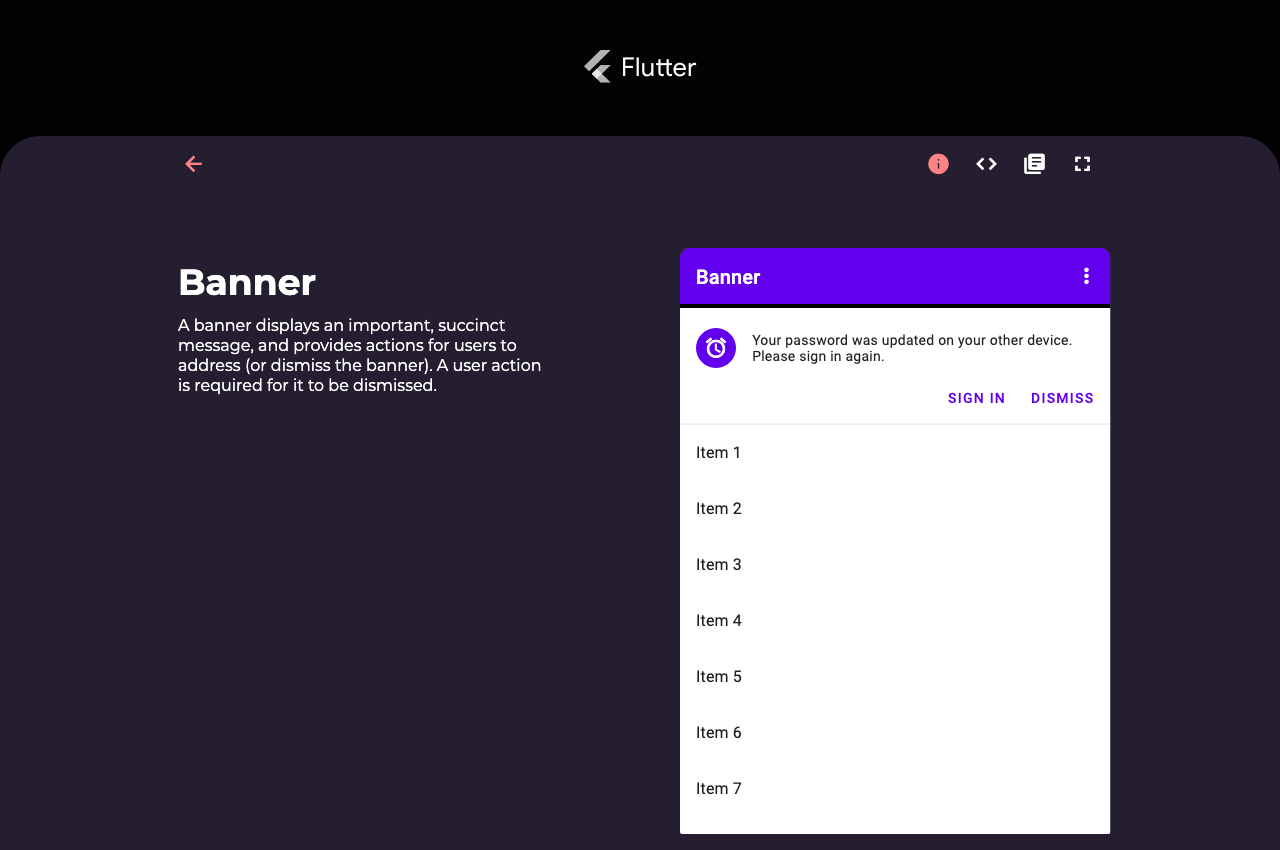 Flutter
Banner
A banner displays an important, succinct
message, and provides actions for users to
address (or dismiss the banner). A user action
is required for it to be dismissed.
Banner
Your password was updated on your other device.
Please sign in again.
SIGN IN DISMISS
Item 1
Item 2
Item 3
Item 4
Item 5
Item 6
Item 7